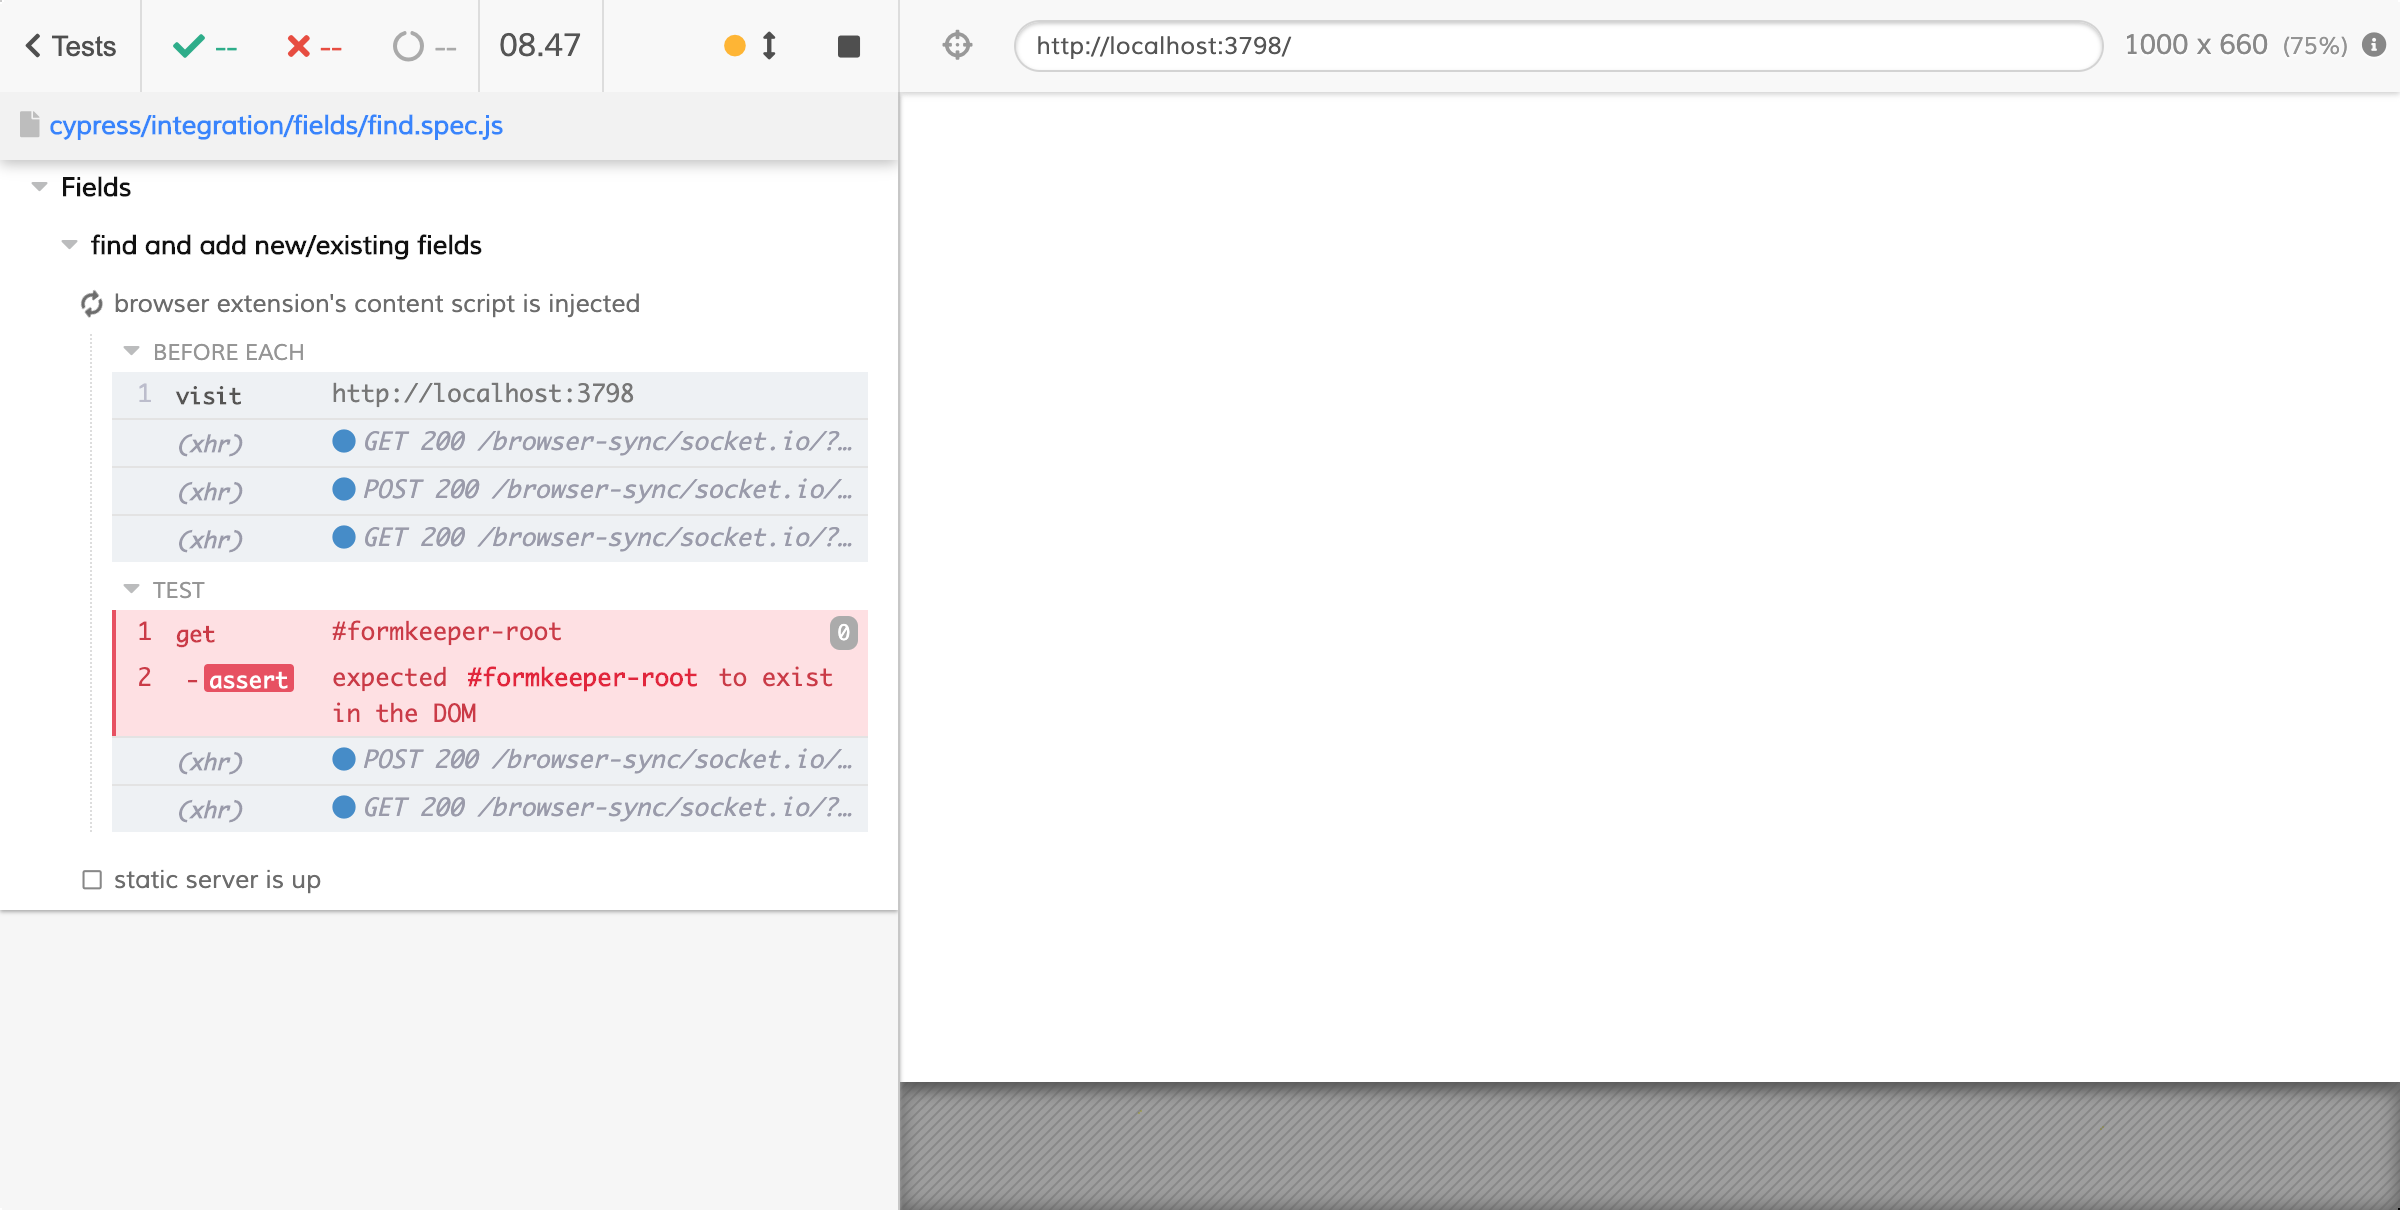 Tests -- -- -- 08.47 http://localhost:3798/ 1000 x 660 (75%)
cypress/integration/fields/find.spec.js
Fields
find and add new/existing fields
browser extension's content script is injected
BEFORE EACH
1 visit http://localhost:3798
(xhr) GET 200 /browser-sync/socket.io/?…
(xhr) POST 200 /browser-sync/socket.io/…
(xhr) GET 200 /browser-sync/socket.io/?…
TEST
1 get #formkeeper-root 0
2 -assert expected #formkeeper-root to exist
in the DOM
(xhr) POST 200 /browser-sync/socket.io/…
(xhr) GET 200 /browser-sync/socket.io/?…
static server is up